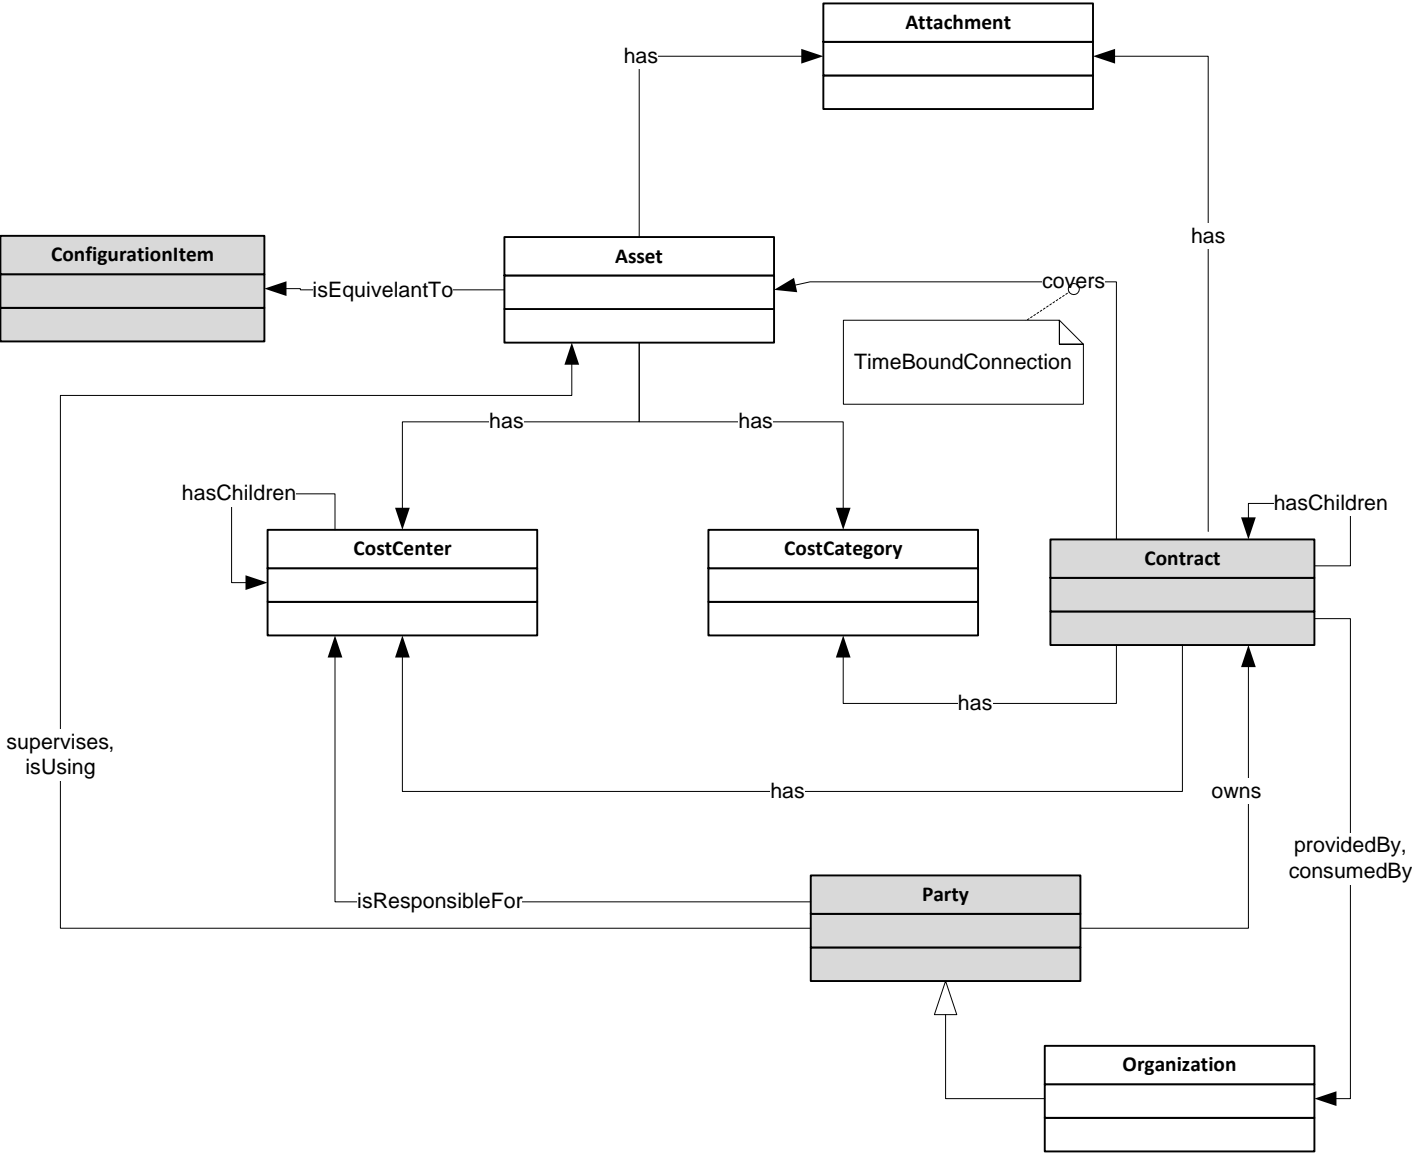 Attachment
has
has
ConfigurationItem
Asset
isEquivelantTo
covers
TimeBoundConnection
has
has
hasChildren
hasChildren
CostCenter
CostCategory
Contract
has
supervises,
isUsing
has
owns
providedBy,
consumedBy
isResponsibleFor
Party
Organization